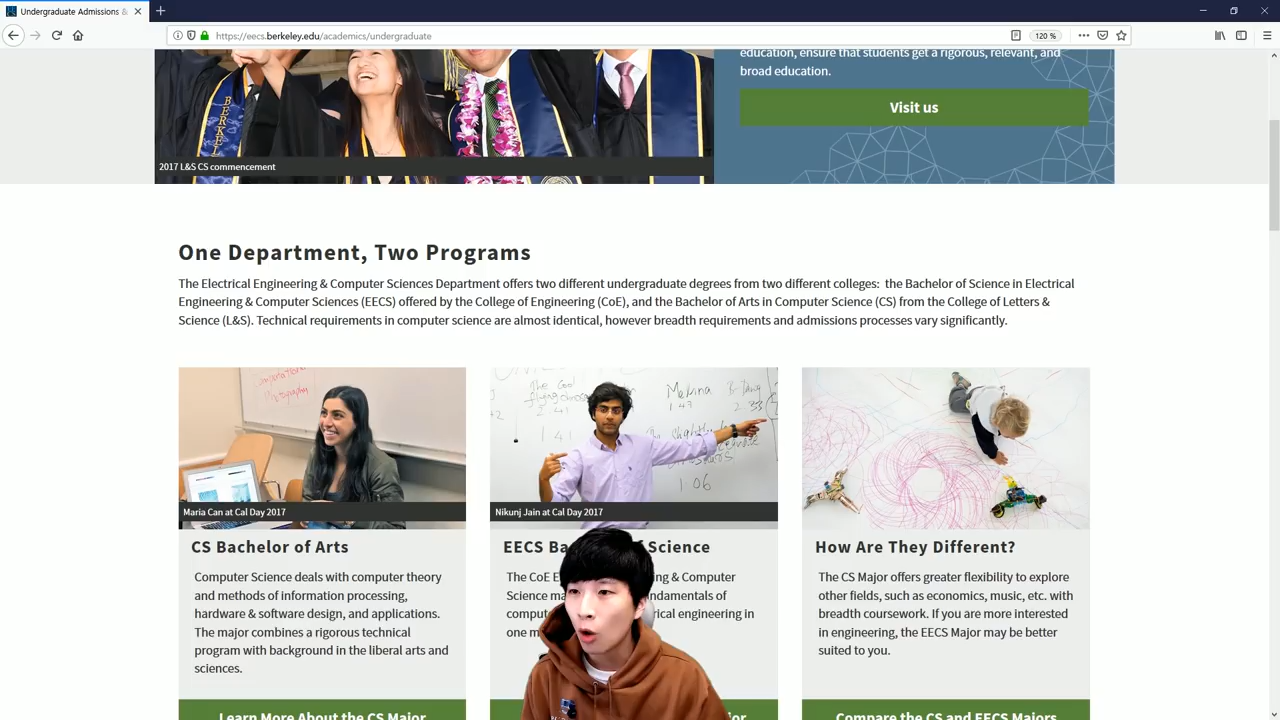 Undergraduate Admissions &
https://eecs.berkeley.edu/academics/undergraduate
120 %
education, ensure that students get a rigorous, relevant, and
broad education.
Visit us
BERKEL
2017 L&S CS commencement
One Department, Two Programs
The Electrical Engineering & Computer Sciences Department offers two different undergraduate degrees from two different colleges: the Bachelor of Science in Electrical
Engineering & Computer Sciences (EECS) offered by the College of Engineering (CoE), and the Bachelor of Arts in Computer Science (CS) from the College of Letters &
Science (L&S). Technical requirements in computer science are almost identical, however breadth requirements and admissions processes vary significantly.
Maria Can at Cal Day 2017
CS Bachelor of Arts
Computer Science deals with computer theory
and methods of information processing,
hardware & software design, and applications.
The major combines a rigorous technical
program with background in the liberal arts and
sciences.
Learn More About the CS Major
1.06
Nikunj Jain at Cal Day 2017
EECS Ba Science
The CoE E ing & Computer
Science ma ndamentals of
comput rical engineering in
one m
How Are They Different?
The CS Major offers greater flexibility to explore
other fields, such as economics, music, etc. with
breadth coursework. If you are more interested
in engineering, the EECS Major may be better
suited to you.
Compare the CS and EECS Majors